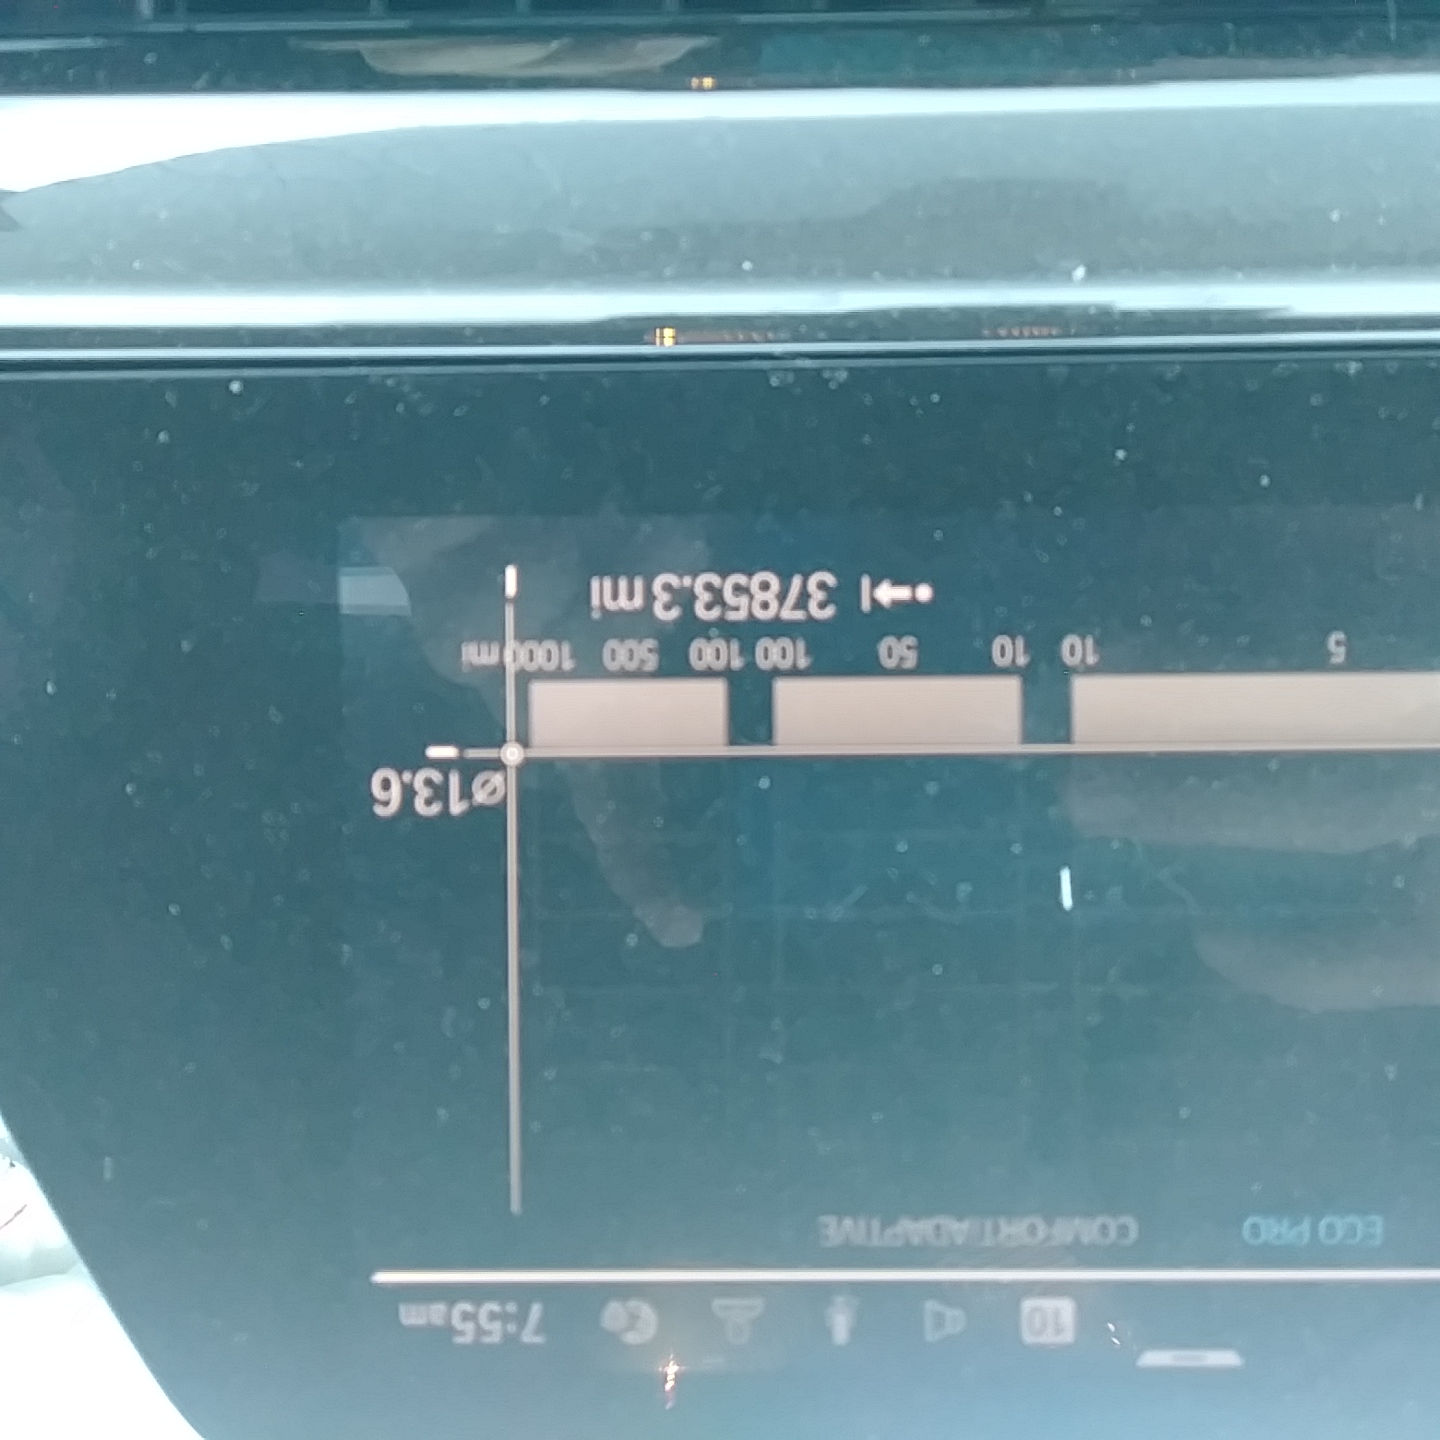 10 7:55am
ECO PRO COMFORT/ADAPTIVE
ø13.6
5 10 10 50 100 100 500 1000 mi
37853.3 mi